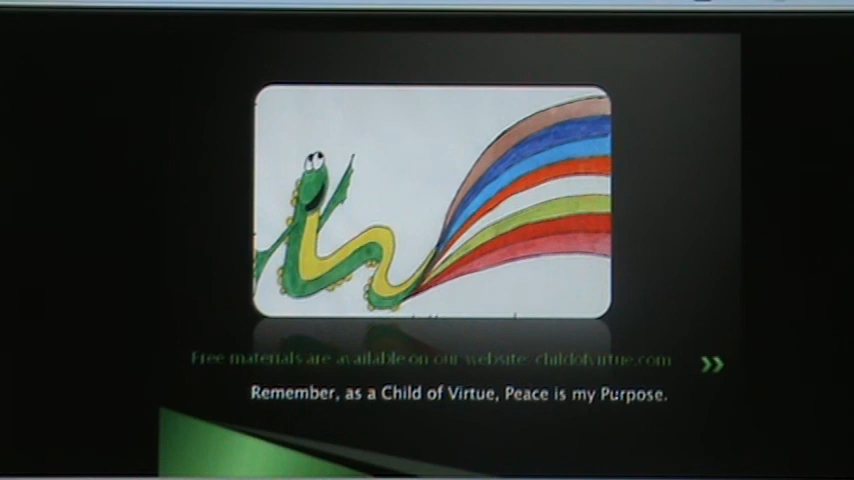 Free materials are available on our website: childofvirtue.com
Remember, as a Child of Virtue, Peace is my Purpose.